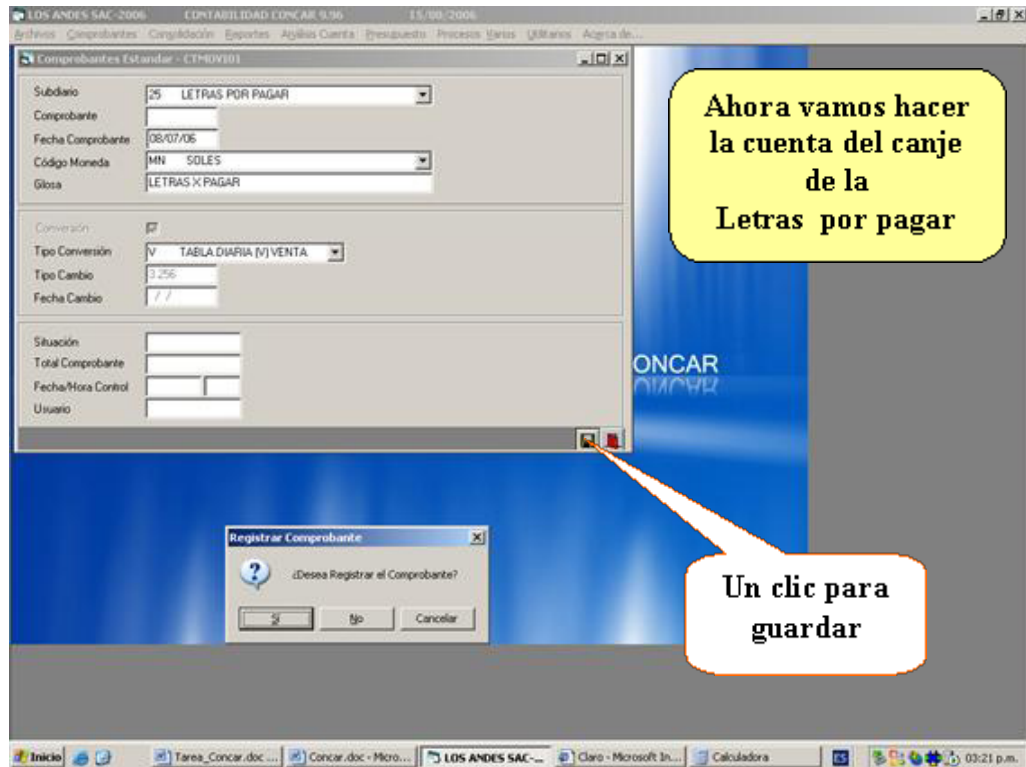 LOS ANDES SAC-2006 CONTABILIDAD CONCAR 9.96 15/08/2006
Archivos Comprobantes Consolidación Reportes Análisis Cuenta Presupuesto Procesos Varios Utilitarios Acerca de...
Comprobantes Estandar - CTMOVI01
Subdiario 25 LETRAS POR PAGAR
Comprobante
Fecha Comprobante 08/07/06
Código Moneda MN SOLES
Glosa LETRAS X PAGAR
Conversión
Tipo Conversión V TABLA DIARIA (V) VENTA
Tipo Cambio 3.256
Fecha Cambio / /
Situación
Total Comprobante
Fecha/Hora Control
Usuario
Ahora vamos hacer
la cuenta del canje
de la
Letras por pagar
ONCAR
Registrar Comprobante
¿Desea Registrar el Comprobante?
Sí No Cancelar
Un clic para
guardar
Inicio Tarea_Concar.doc ... Concar.doc - Micro... LOS ANDES SAC-... Claro - Microsoft In... Calculadora ES 03:21 p.m.